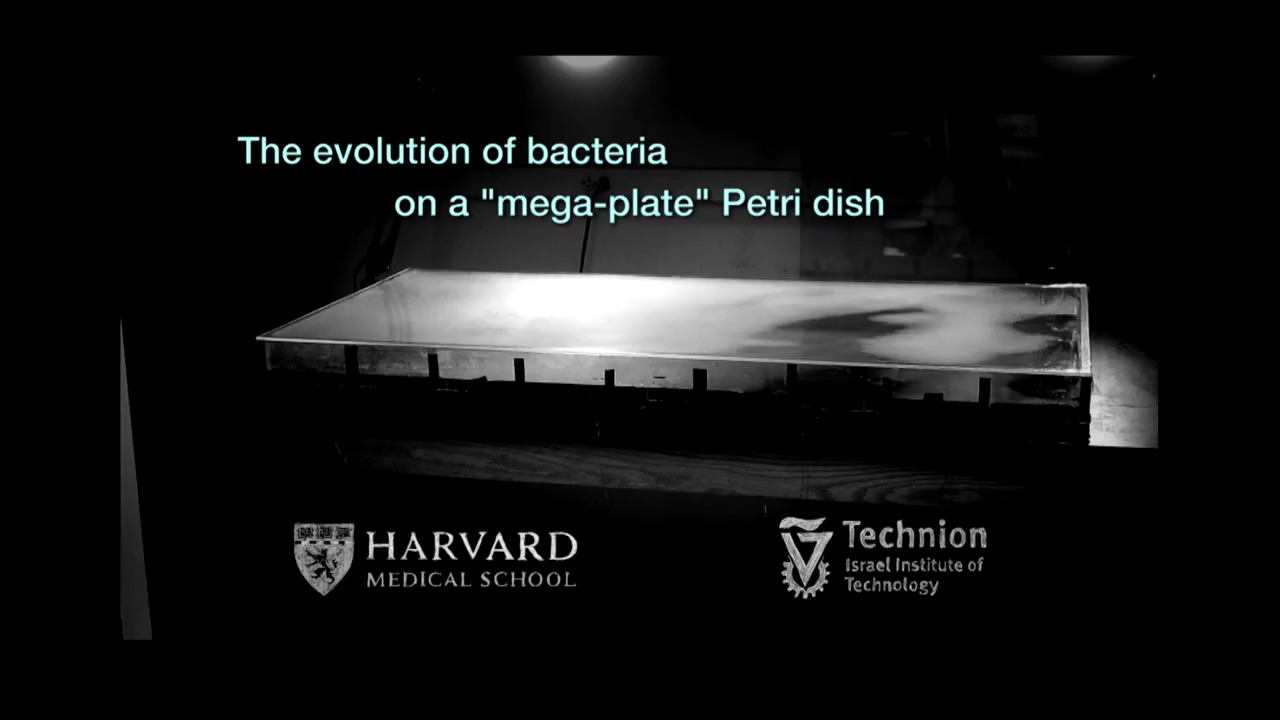 The evolution of bacteria
on a "mega-plate" Petri dish
HARVARD
MEDICAL SCHOOL
Technion
Israel Institute of
Technology